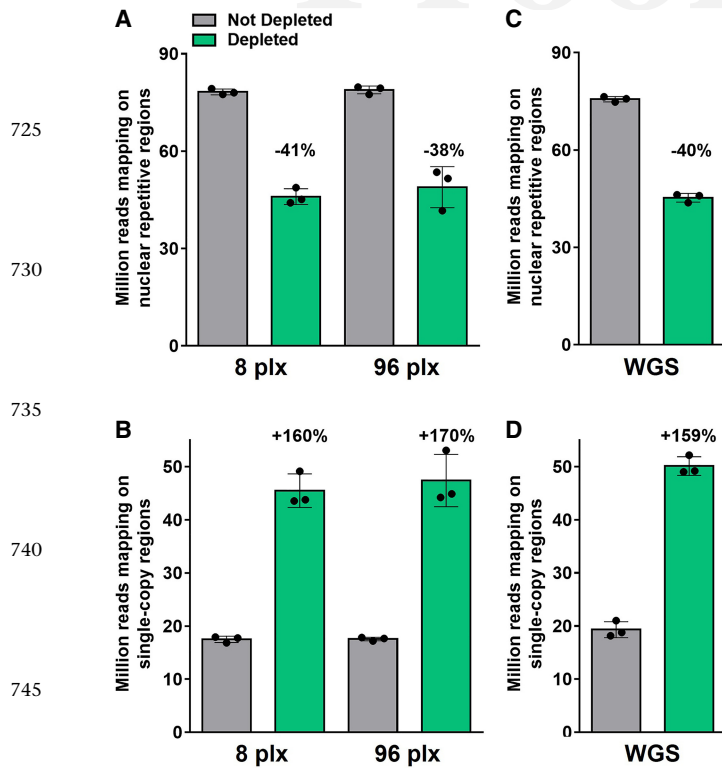 Proof
A
Not Depleted
Depleted
Million reads mapping on
nuclear repetitive regions
90
60
30
0
-41%
-38%
8 plx
96 plx
C
Million reads mapping on
nuclear repetitive regions
90
60
30
0
-40%
WGS
B
Million reads mapping on
single-copy regions
50
40
30
20
10
0
+160%
+170%
8 plx
96 plx
D
Million reads mapping on
single-copy regions
50
40
30
20
10
0
+159%
WGS
725
730
735
740
745